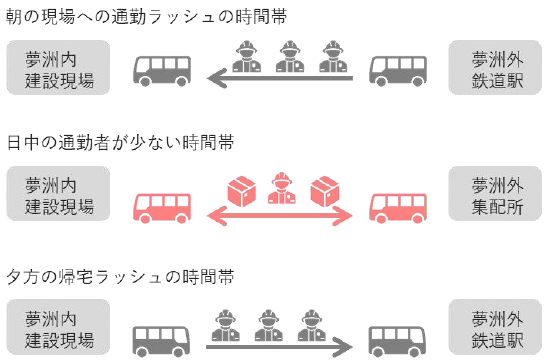 朝の現場への通勤ラッシュの時間帯
夢洲内
建設現場
夢洲外
鉄道駅
日中の通勤者が少ない時間帯
夢洲内
建設現場
夢洲外
集配所
夕方の帰宅ラッシュの時間帯
夢洲内
建設現場
夢洲外
鉄道駅